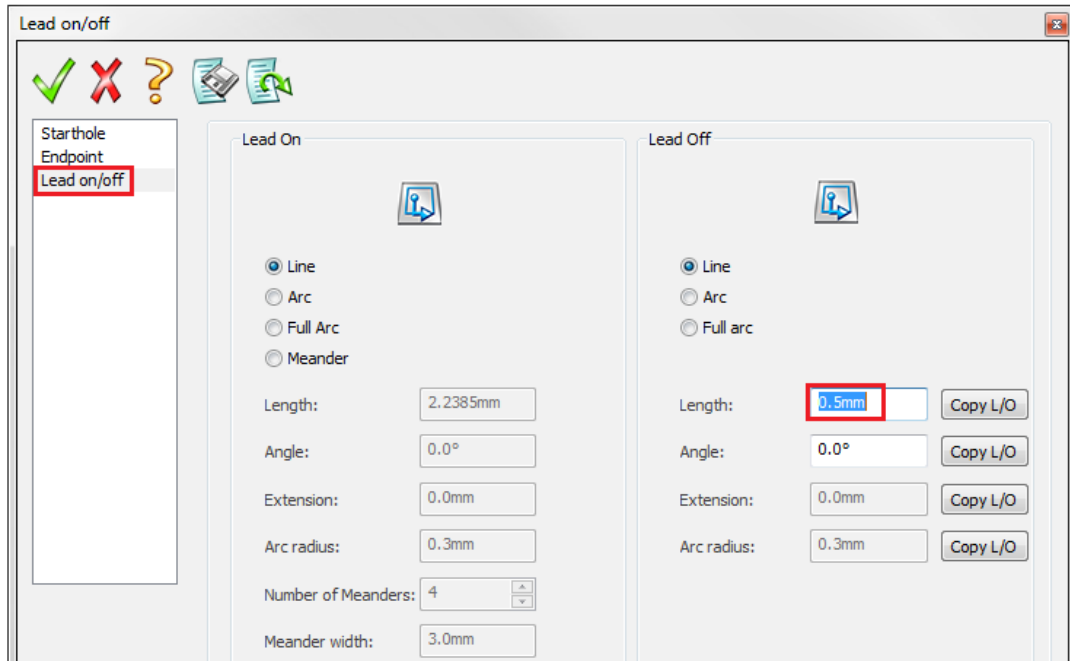 Lead on/off
Starthole
Endpoint
Lead on/off
Lead On
Line
Arc
Full Arc
Meander
Length: 2.2385mm
Angle: 0.0°
Extension: 0.0mm
Arc radius: 0.3mm
Number of Meanders: 4
Meander width: 3.0mm
Lead Off
Line
Arc
Full arc
Length: 0.5mm Copy L/O
Angle: 0.0° Copy L/O
Extension: 0.0mm Copy L/O
Arc radius: 0.3mm Copy L/O